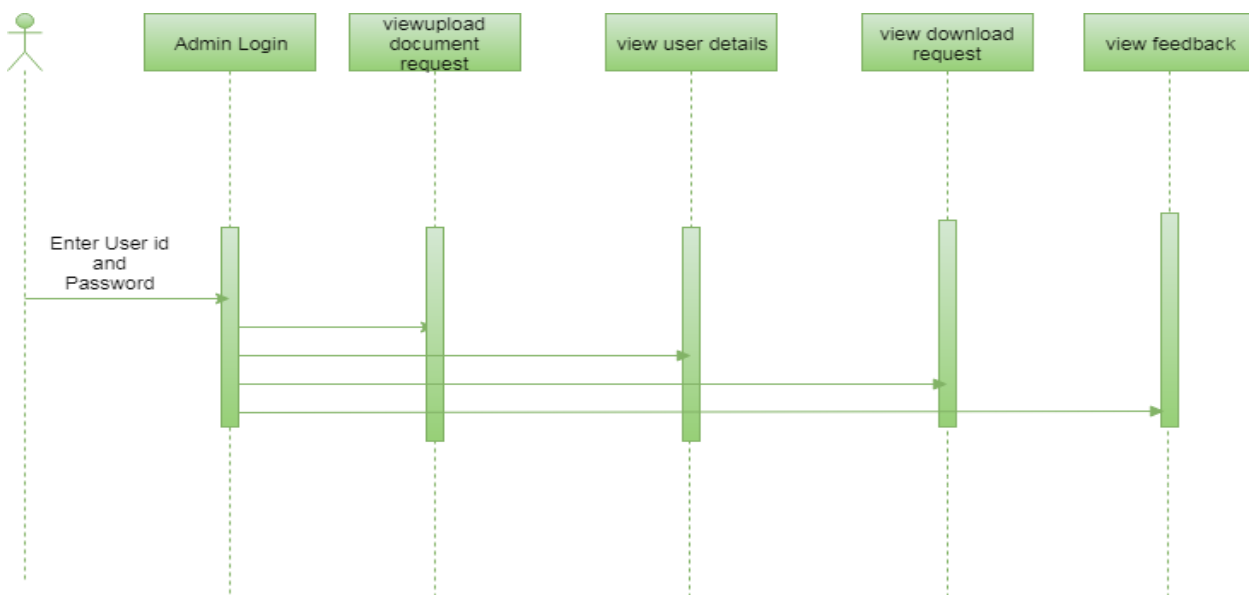 Admin Login
viewupload
document
request
view user details
view download
request
view feedback
Enter User id
and
Password